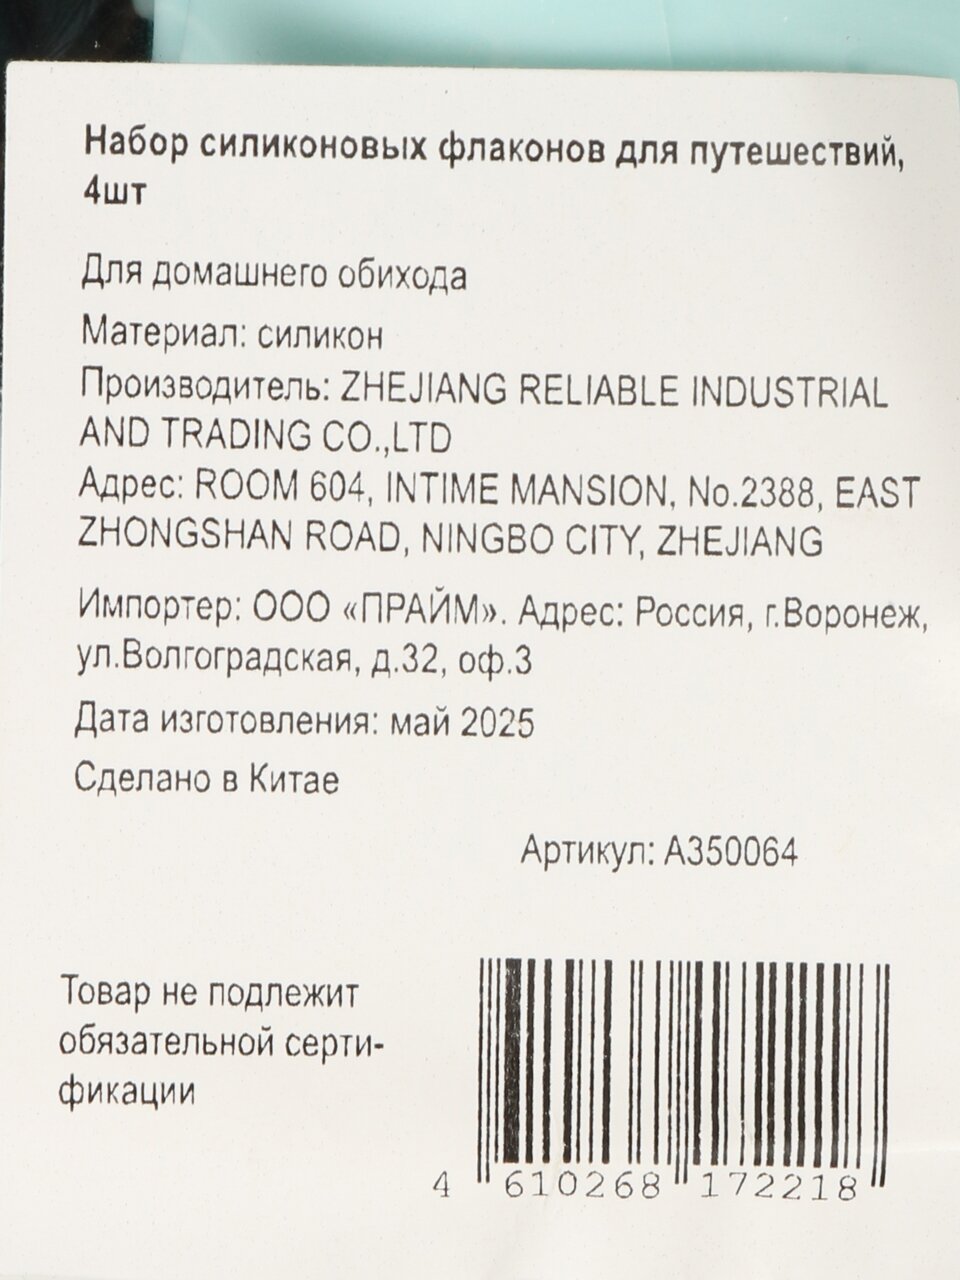 Набор силиконовых флаконов для путешествий,
4шт
Для домашнего обихода
Материал: силикон
Производитель: ZHEJIANG RELIABLE INDUSTRIAL
AND TRADING CO.,LTD
Адрес: ROOM 604, INTIME MANSION, No.2388, EAST
ZHONGSHAN ROAD, NINGBO CITY, ZHEJIANG
Импортер: ООО «ПРАЙМ». Адрес: Россия, г.Воронеж,
ул.Волгоградская, д.32, оф.3
Дата изготовления: май 2025
Сделано в Китае
Артикул: А350064
Товар не подлежит
обязательной серти-
фикации
4 610268 172218